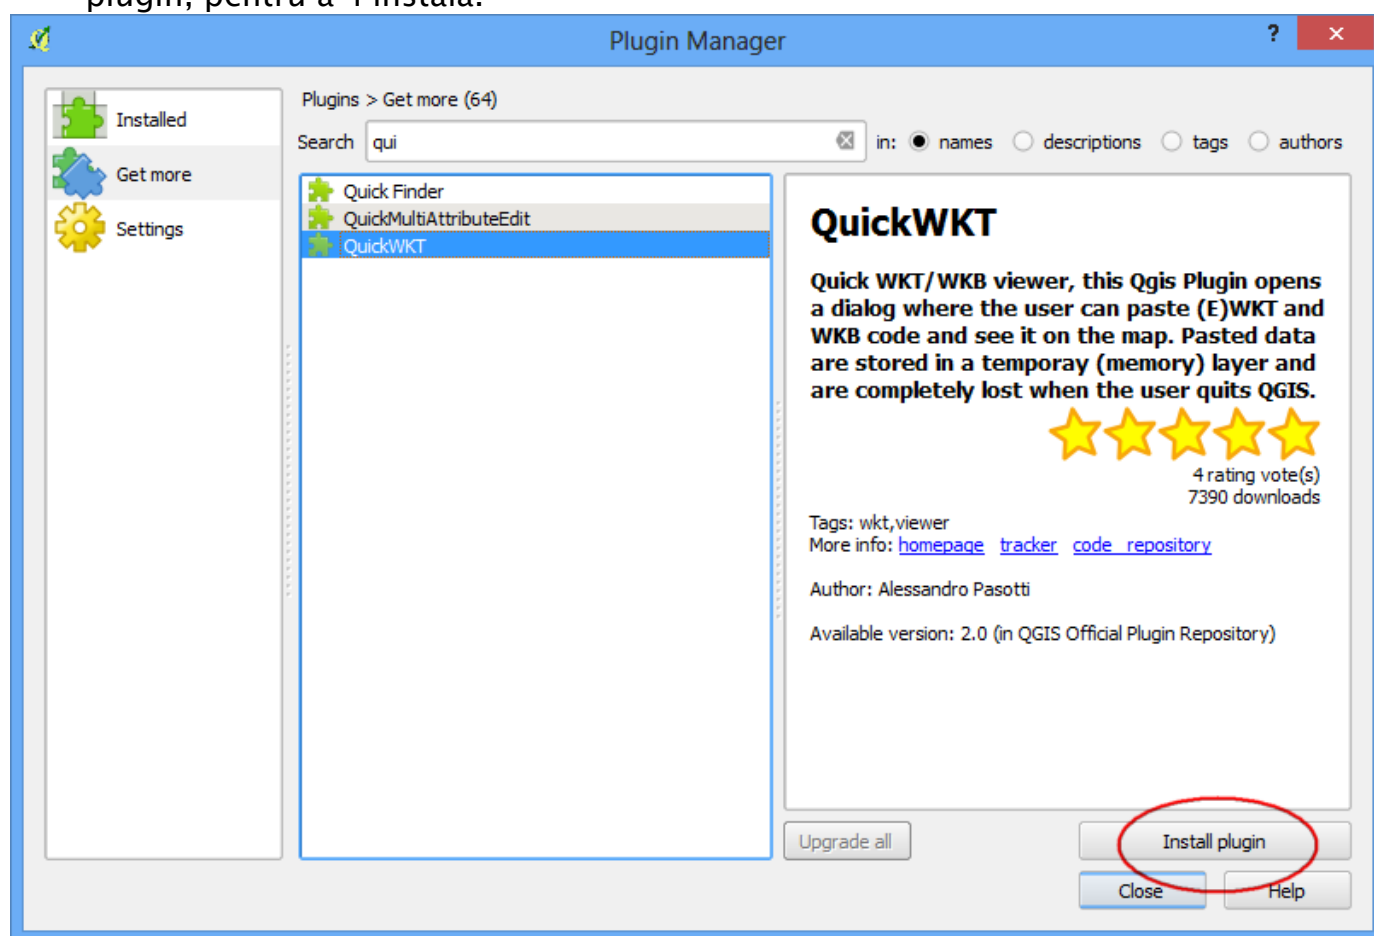 plugin, pentru a-l instala.
Plugin Manager
?
Installed
Get more
Settings
Plugins > Get more (64)
Search qui in: names descriptions tags authors
Quick Finder
QuickMultiAttributeEdit
QuickWKT
QuickWKT
Quick WKT/WKB viewer, this Qgis Plugin opens
a dialog where the user can paste (E)WKT and
WKB code and see it on the map. Pasted data
are stored in a temporay (memory) layer and
are completely lost when the user quits QGIS.
4 rating vote(s)
7390 downloads
Tags: wkt,viewer
More info: homepage tracker code_repository
Author: Alessandro Pasotti
Available version: 2.0 (in QGIS Official Plugin Repository)
Upgrade all
Install plugin
Close
Help